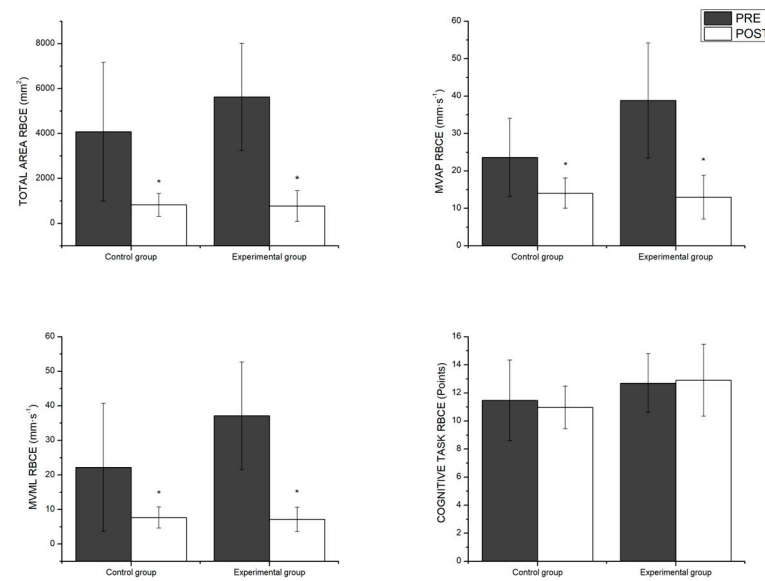 PRE
POST
TOTAL AREA RBCE (mm²)
8000
6000
4000
2000
0
Control group
Experimental group
*
*
MVAP RBCE (mm·s⁻¹)
60
50
40
30
20
10
0
Control group
Experimental group
*
*
MVML RBCE (mm·s⁻¹)
60
50
40
30
20
10
0
Control group
Experimental group
*
*
COGNITIVE TASK RBCE (Points)
16
14
12
10
8
6
4
2
0
Control group
Experimental group